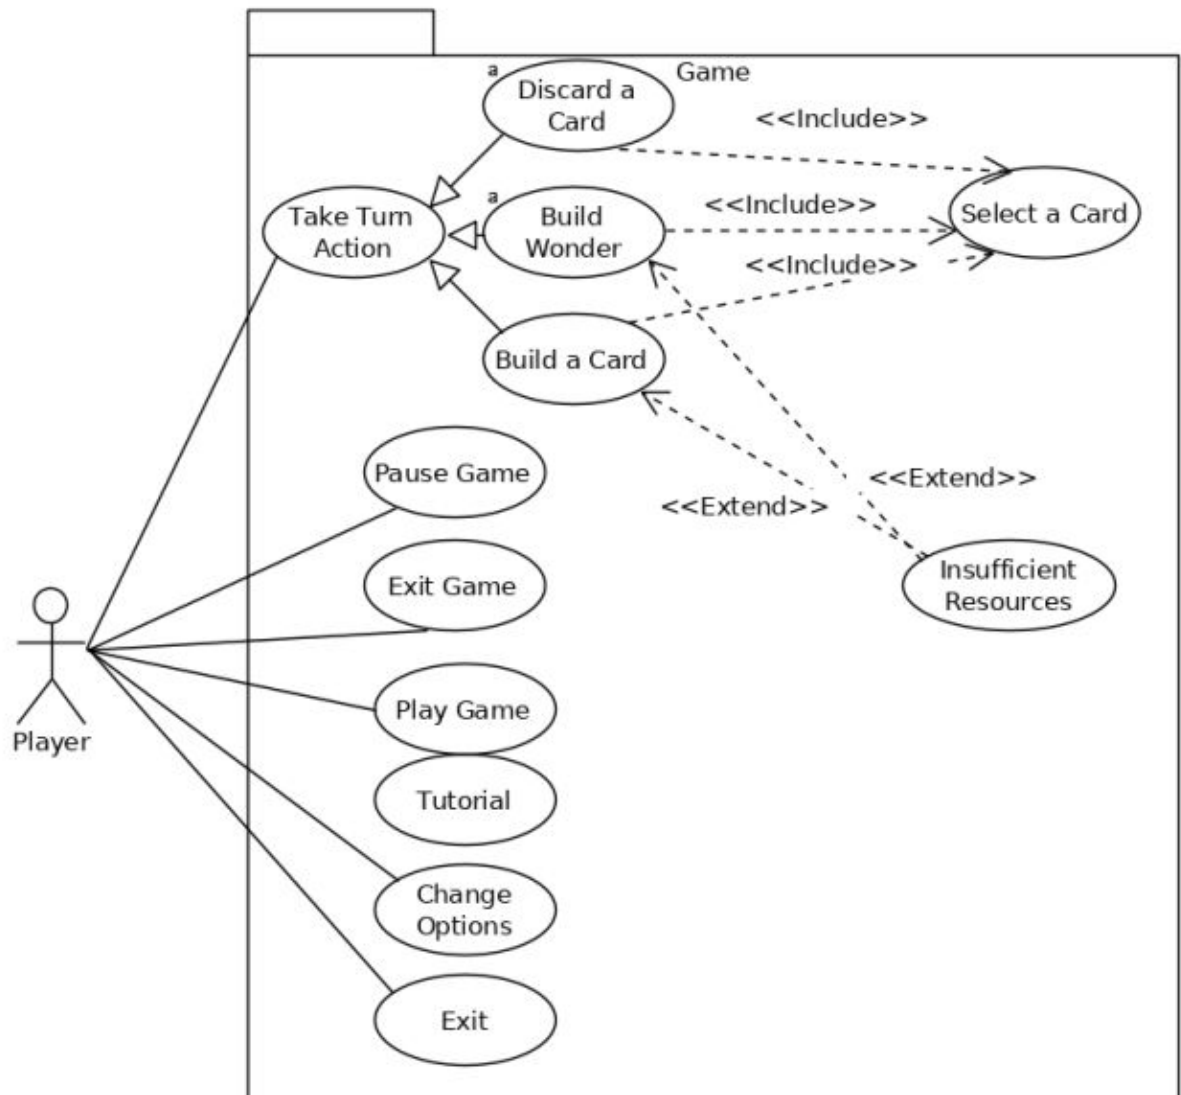 a
Discard a
Card
Game
<<Include>>
a
Take Turn
Action
Build
Wonder
<<Include>>
Select a Card
<<Include>>
Build a Card
Pause Game
<<Extend>>
<<Extend>>
Exit Game
Insufficient
Resources
Player
Play Game
Tutorial
Change
Options
Exit